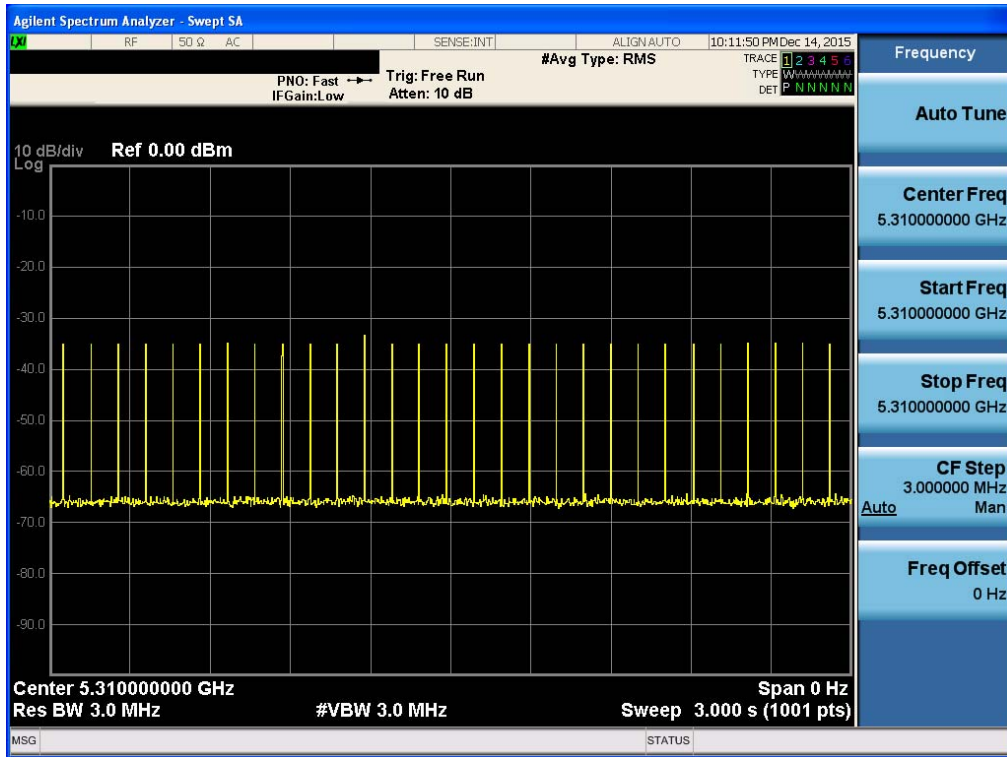 Agilent Spectrum Analyzer - Swept SA
LXI RF 50 Ω AC SENSE:INT ALIGN AUTO 10:11:50 PM Dec 14, 2015
#Avg Type: RMS TRACE 1 2 3 4 5 6
PNO: Fast Trig: Free Run TYPE
IFGain:Low Atten: 10 dB DET P N N N N N
10 dB/div Ref 0.00 dBm
Log
-10.0
-20.0
-30.0
-40.0
-50.0
-60.0
-70.0
-80.0
-90.0
Center 5.310000000 GHz Span 0 Hz
Res BW 3.0 MHz #VBW 3.0 MHz Sweep 3.000 s (1001 pts)
MSG STATUS
Frequency
Auto Tune
Center Freq
5.310000000 GHz
Start Freq
5.310000000 GHz
Stop Freq
5.310000000 GHz
CF Step
3.000000 MHz
Auto Man
Freq Offset
0 Hz